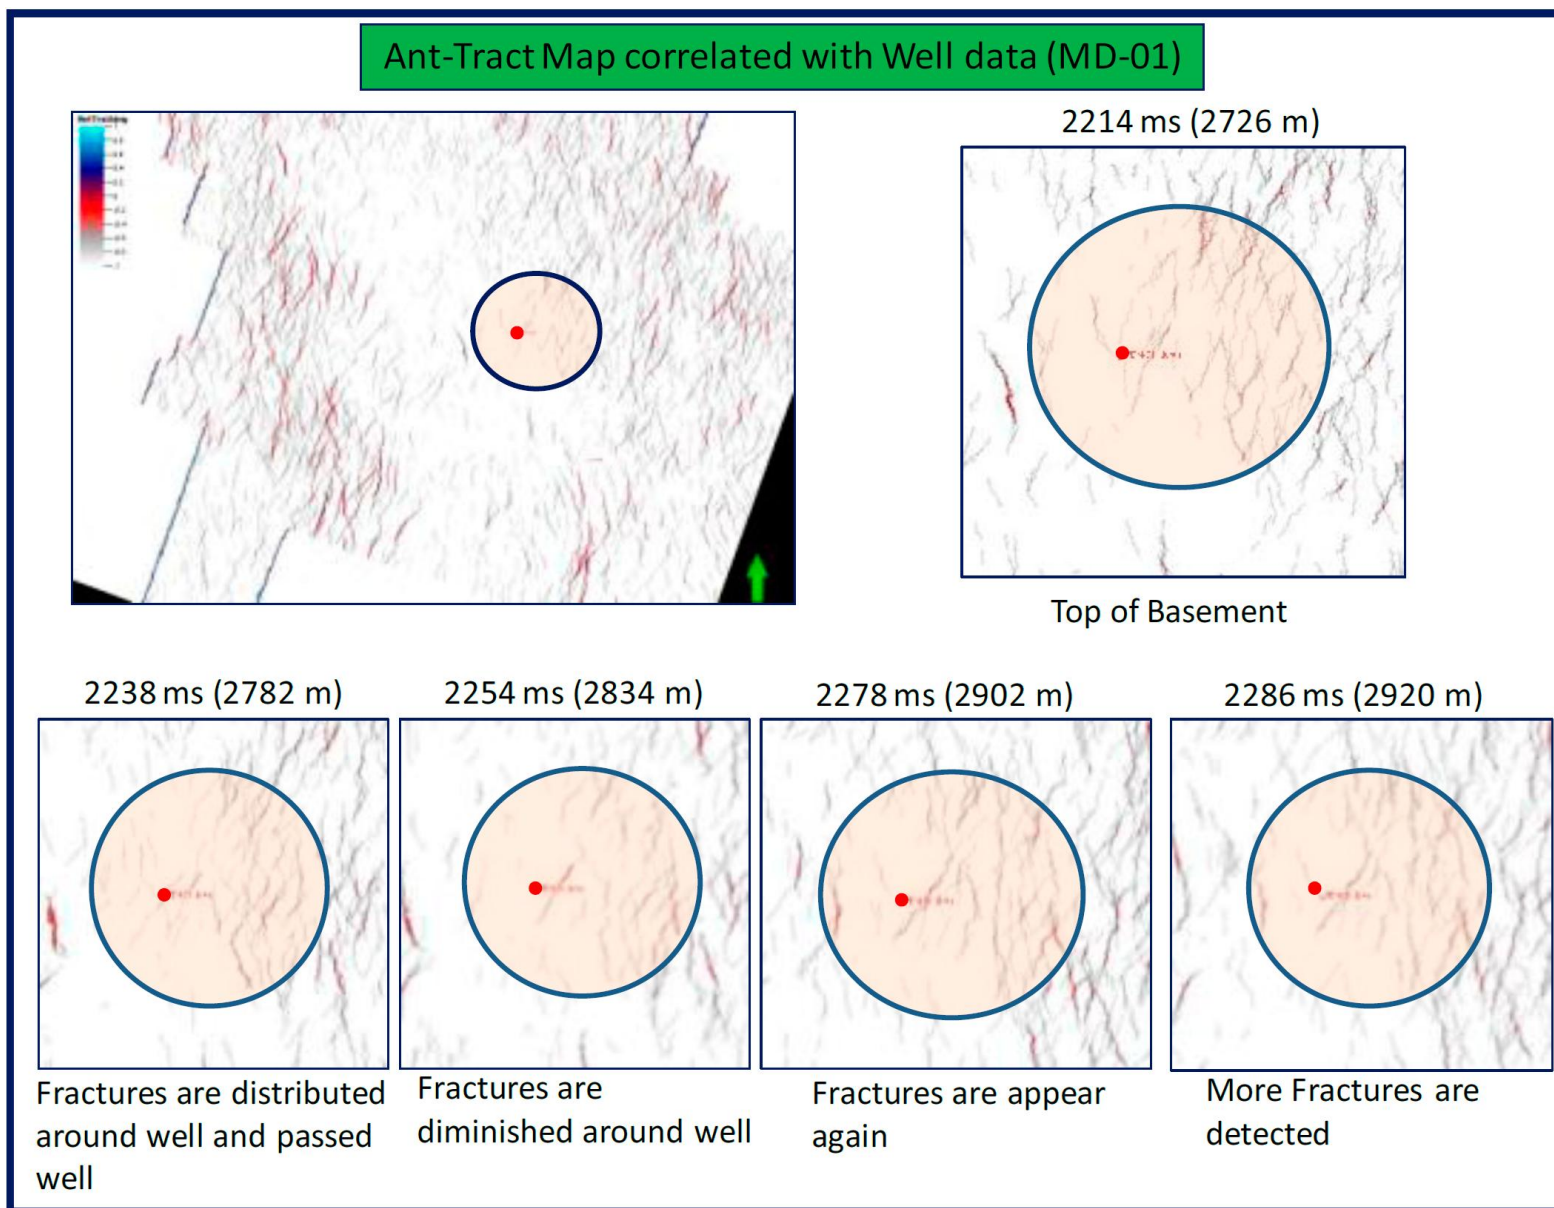 Ant-Tract Map correlated with Well data (MD-01)
2214 ms (2726 m)
Top of Basement
2238 ms (2782 m)
2254 ms (2834 m)
2278 ms (2902 m)
2286 ms (2920 m)
Fractures are distributed
around well and passed
well
Fractures are
diminished around well
Fractures are appear
again
More Fractures are
detected